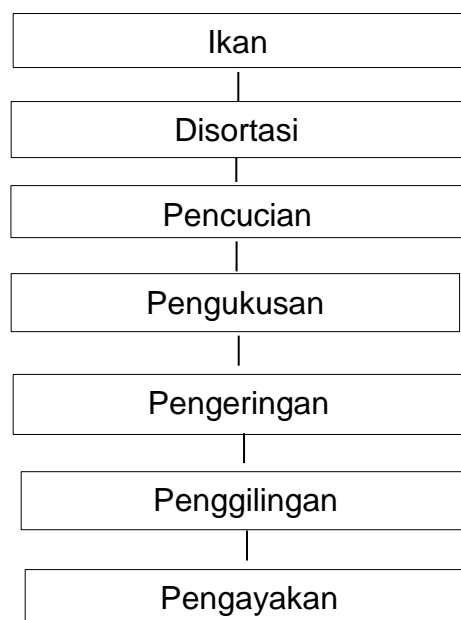 Ikan
Disortasi
Pencucian
Pengukusan
Pengeringan
Penggilingan
Pengayakan